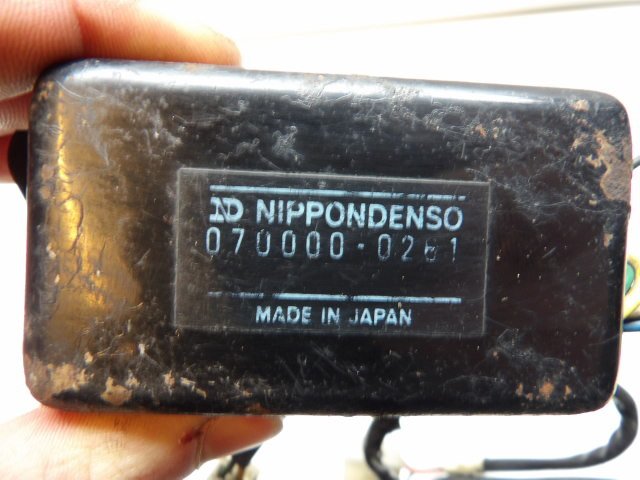 ND NIPPONDENSO
070000-0261
MADE IN JAPAN